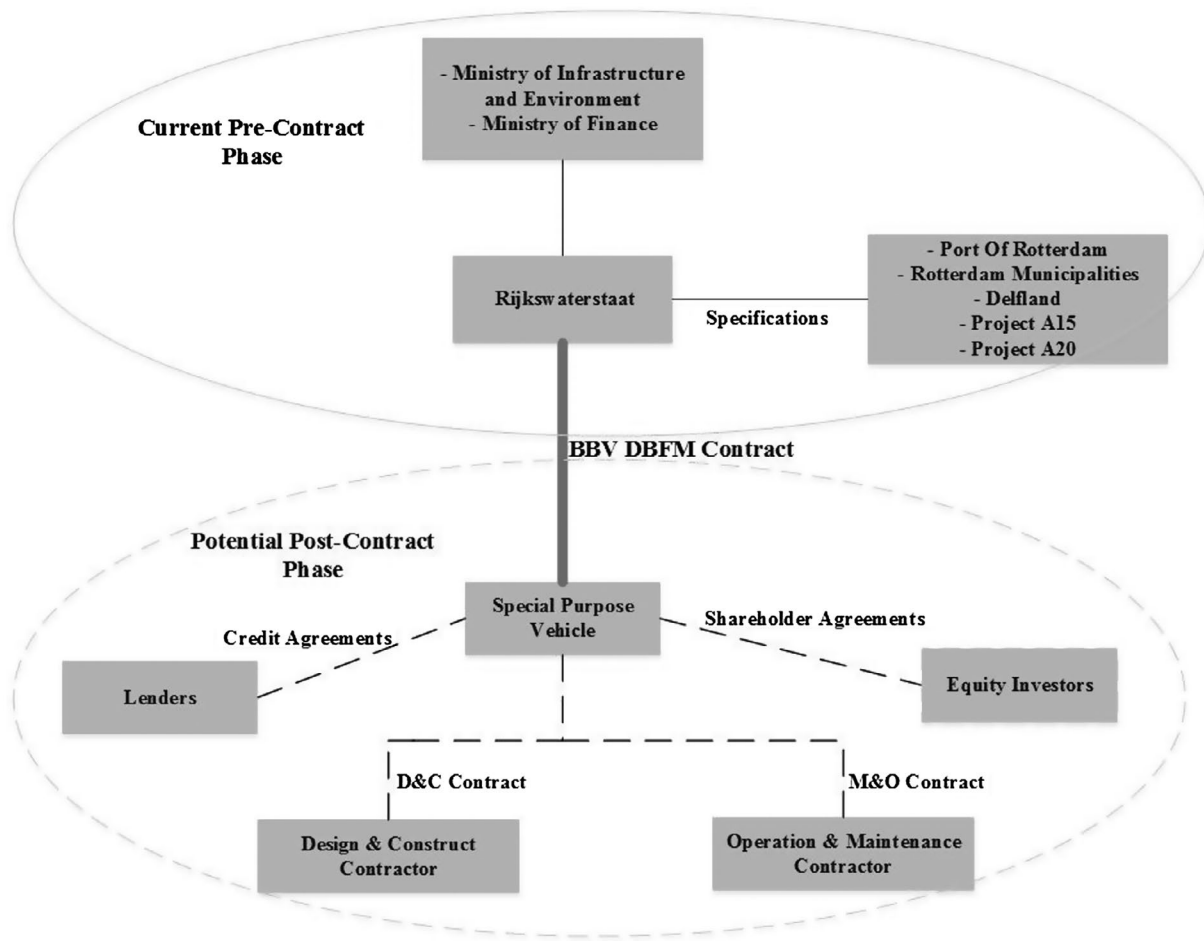 - Ministry of Infrastructure
and Environment
- Ministry of Finance
Current Pre-Contract
Phase
- Port Of Rotterdam
- Rotterdam Municipalities
- Delfland
- Project A15
- Project A20
Rijkswaterstaat
Specifications
BBV DBFM Contract
Potential Post-Contract
Phase
Special Purpose
Vehicle
Shareholder Agreements
Credit Agreements
Lenders
Equity Investors
D&C Contract
M&O Contract
Design & Construct
Contractor
Operation & Maintenance
Contractor